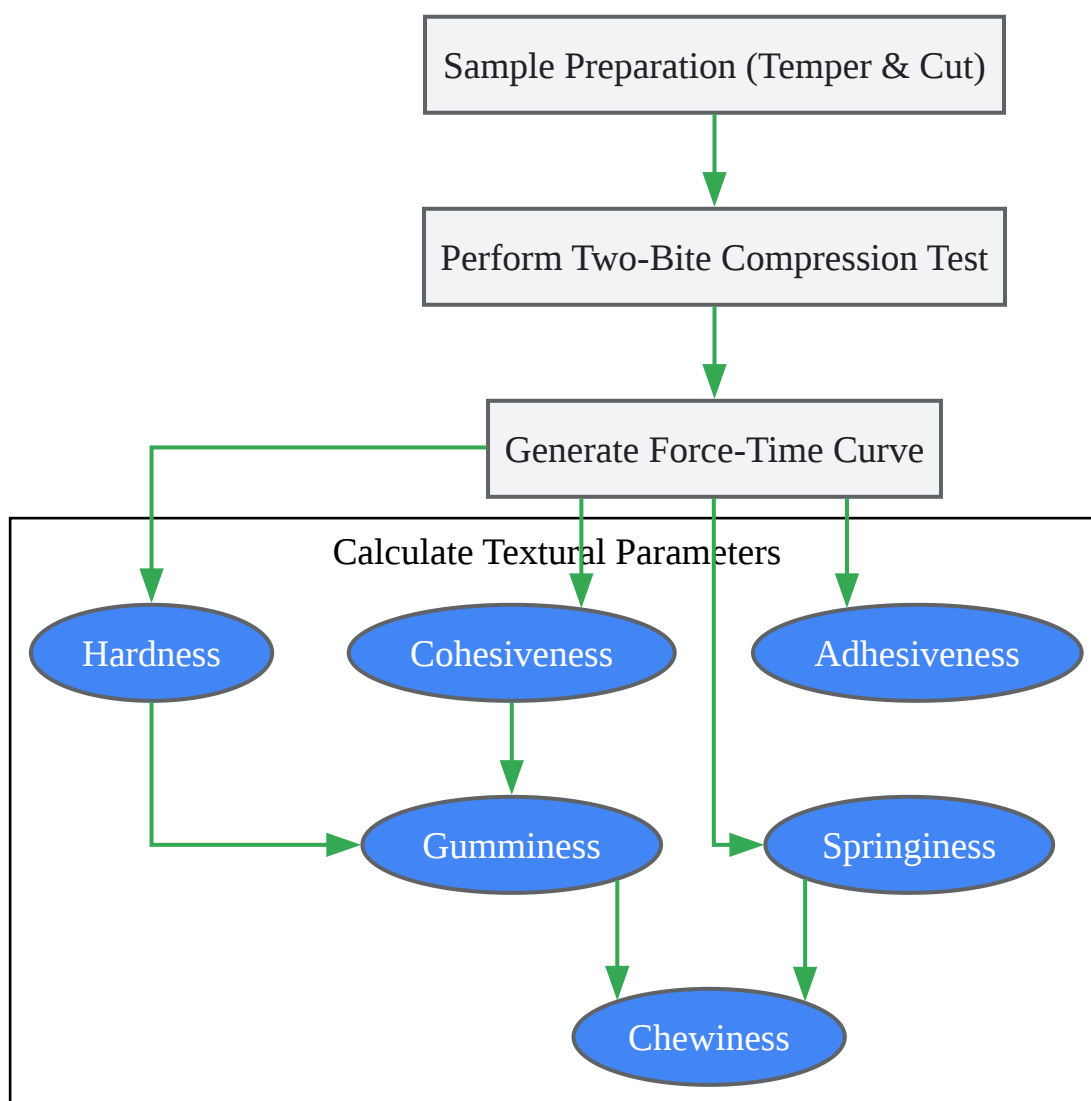 Sample Preparation (Temper & Cut)
Perform Two-Bite Compression Test
Generate Force-Time Curve
Calculate Textural Parameters
Hardness
Cohesiveness
Adhesiveness
Gumminess
Springiness
Chewiness